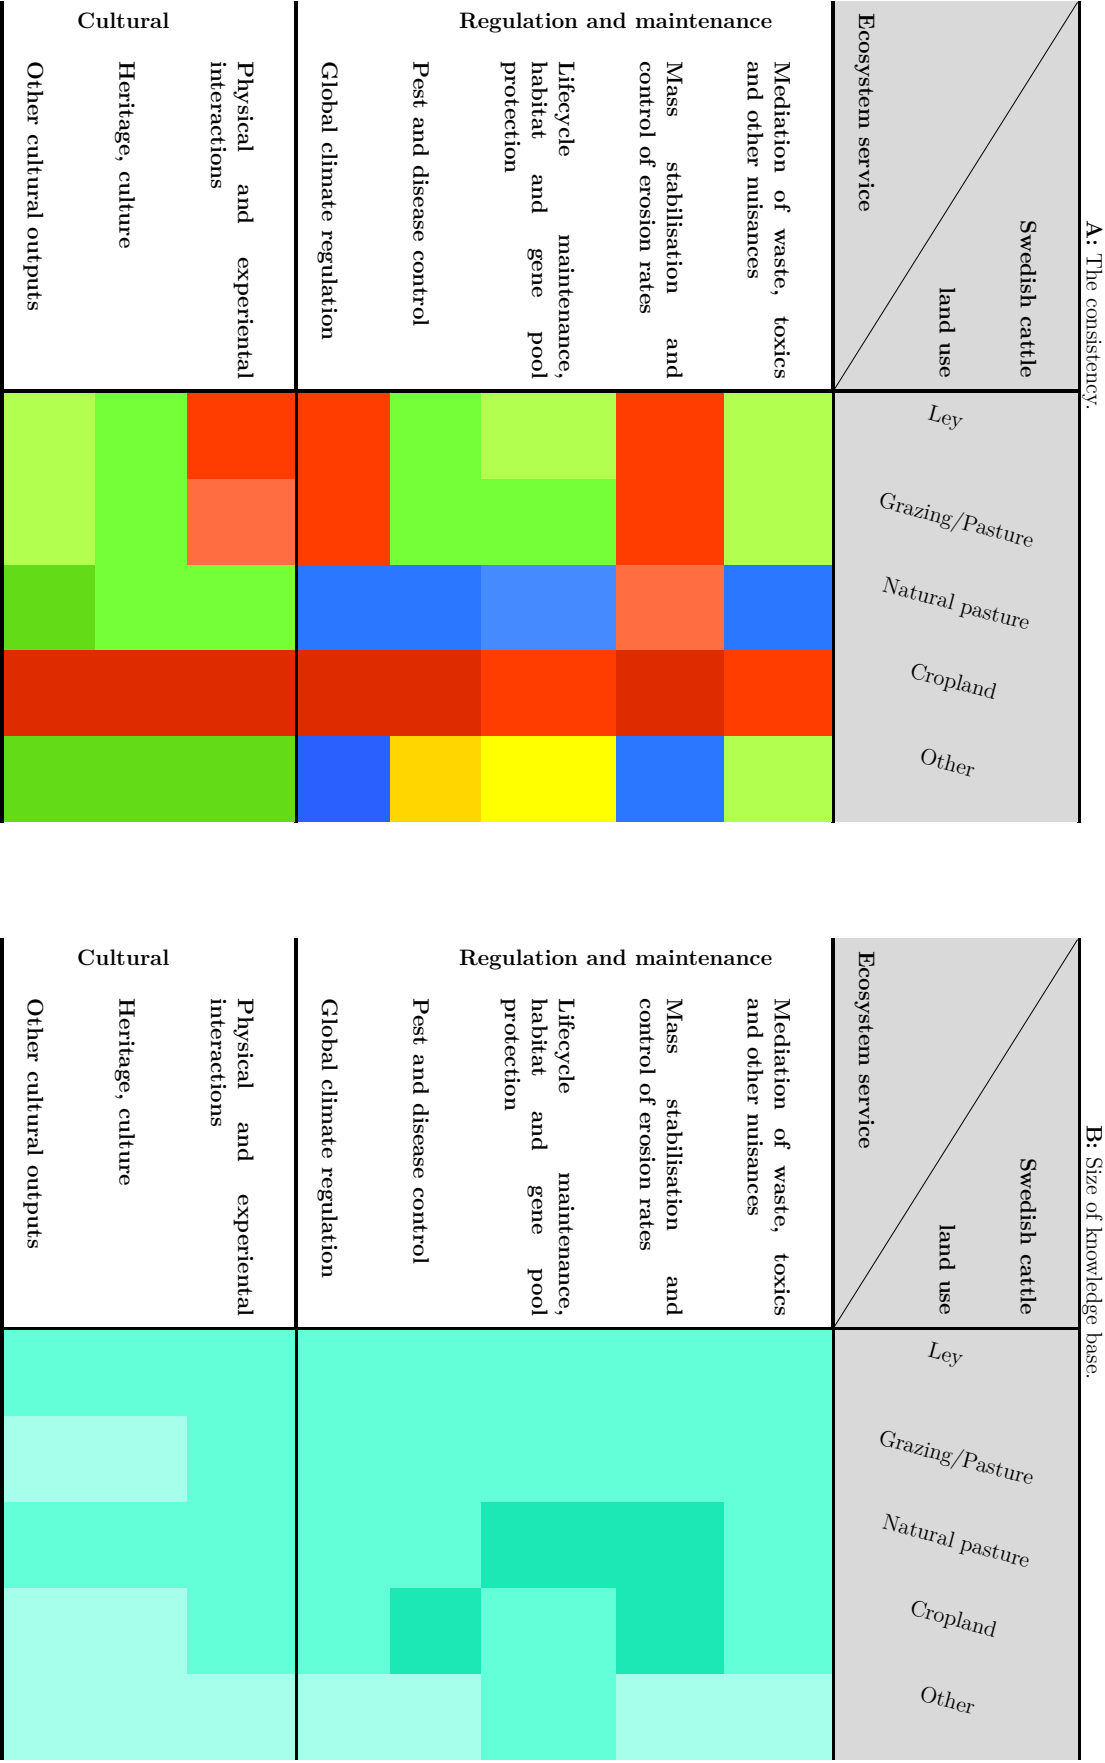 A: The consistency.
Swedish cattle
land use
Ecosystem service
Ley
Grazing/Pasture
Natural pasture
Cropland
Other
Regulation and maintenance
Mediation of waste, toxics
and other nuisances
Mass stabilisation and
control of erosion rates
Lifecycle maintenance,
habitat and gene pool
protection
Pest and disease control
Global climate regulation
Cultural
Physical and experiental
interactions
Heritage, culture
Other cultural outputs
B: Size of knowledge base.
Swedish cattle
land use
Ecosystem service
Ley
Grazing/Pasture
Natural pasture
Cropland
Other
Regulation and maintenance
Mediation of waste, toxics
and other nuisances
Mass stabilisation and
control of erosion rates
Lifecycle maintenance,
habitat and gene pool
protection
Pest and disease control
Global climate regulation
Cultural
Physical and experiental
interactions
Heritage, culture
Other cultural outputs